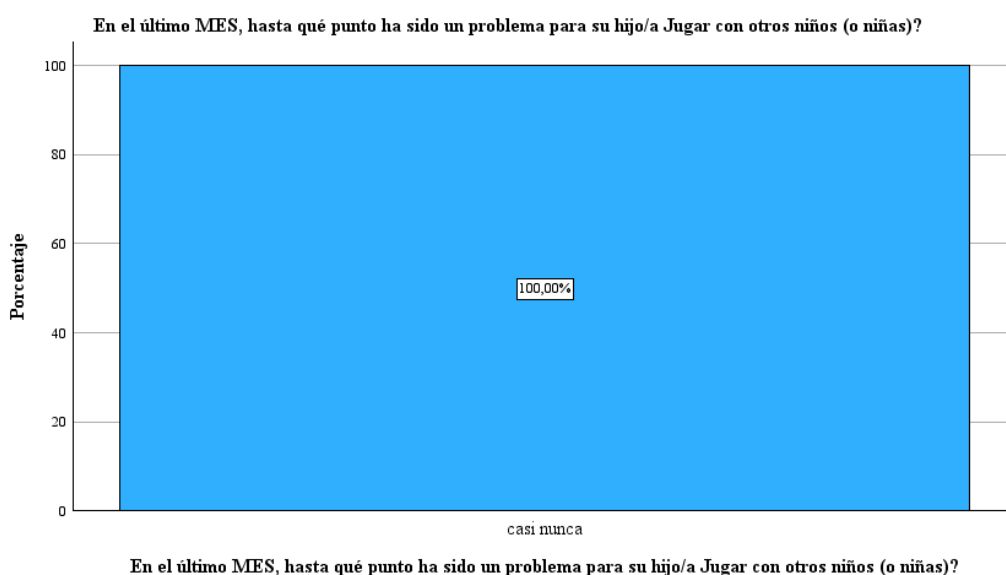 En el último MES, hasta qué punto ha sido un problema para su hijo/a Jugar con otros niños (o niñas)?
100
80
60
40
20
0
Porcentaje
100,00%
casi nunca
En el último MES, hasta qué punto ha sido un problema para su hijo/a Jugar con otros niños (o niñas)?